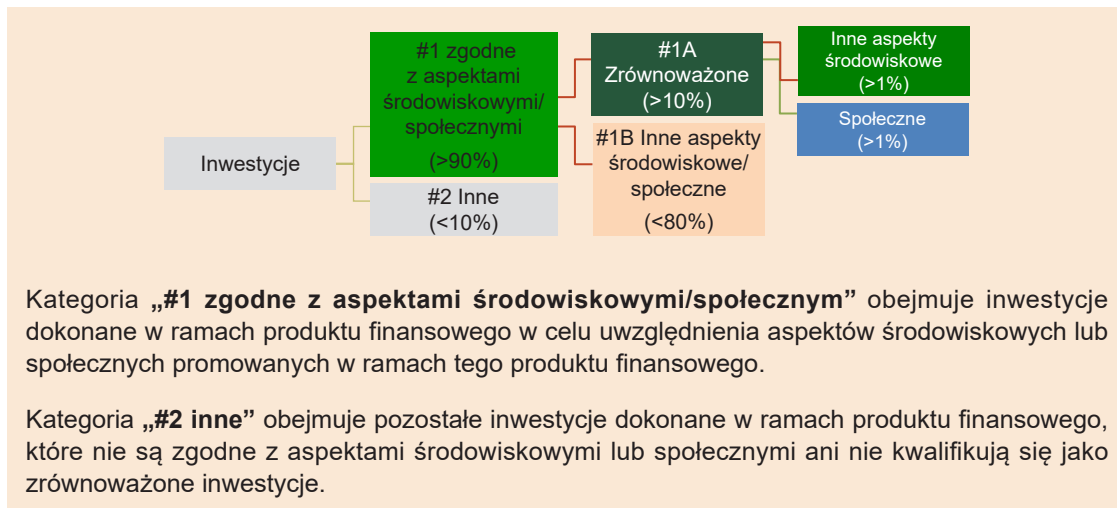 Inwestycje
#1 zgodne
z aspektami
środowiskowymi/
społecznymi
(>90%)
#2 Inne
(<10%)
#1A
Zrównoważone
(>10%)
#1B Inne aspekty
środowiskowe/
społeczne
(<80%)
Inne aspekty
środowiskowe
(>1%)
Społeczne
(>1%)
Kategoria „#1 zgodne z aspektami środowiskowymi/społecznym” obejmuje inwestycje
dokonane w ramach produktu finansowego w celu uwzględnienia aspektów środowiskowych lub
społecznych promowanych w ramach tego produktu finansowego.
Kategoria „#2 inne” obejmuje pozostałe inwestycje dokonane w ramach produktu finansowego,
które nie są zgodne z aspektami środowiskowymi lub społecznymi ani nie kwalifikują się jako
zrównoważone inwestycje.